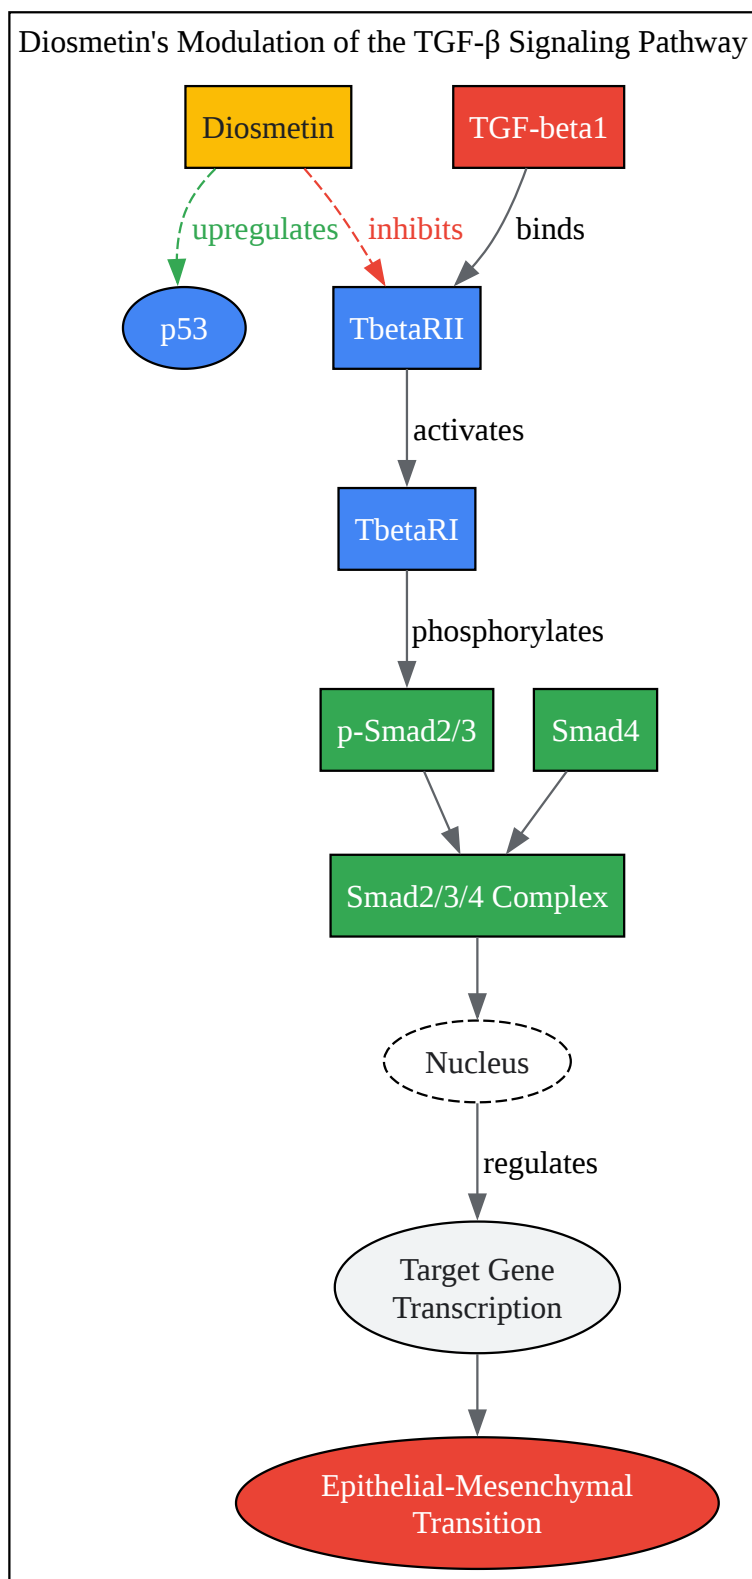 Diosmetin's Modulation of the TGF-β Signaling Pathway
Diosmetin
TGF-beta1
upregulates
inhibits
binds
p53
TbetaRII
activates
TbetaRI
phosphorylates
p-Smad2/3
Smad4
Smad2/3/4 Complex
Nucleus
regulates
Target Gene
Transcription
Epithelial-Mesenchymal
Transition